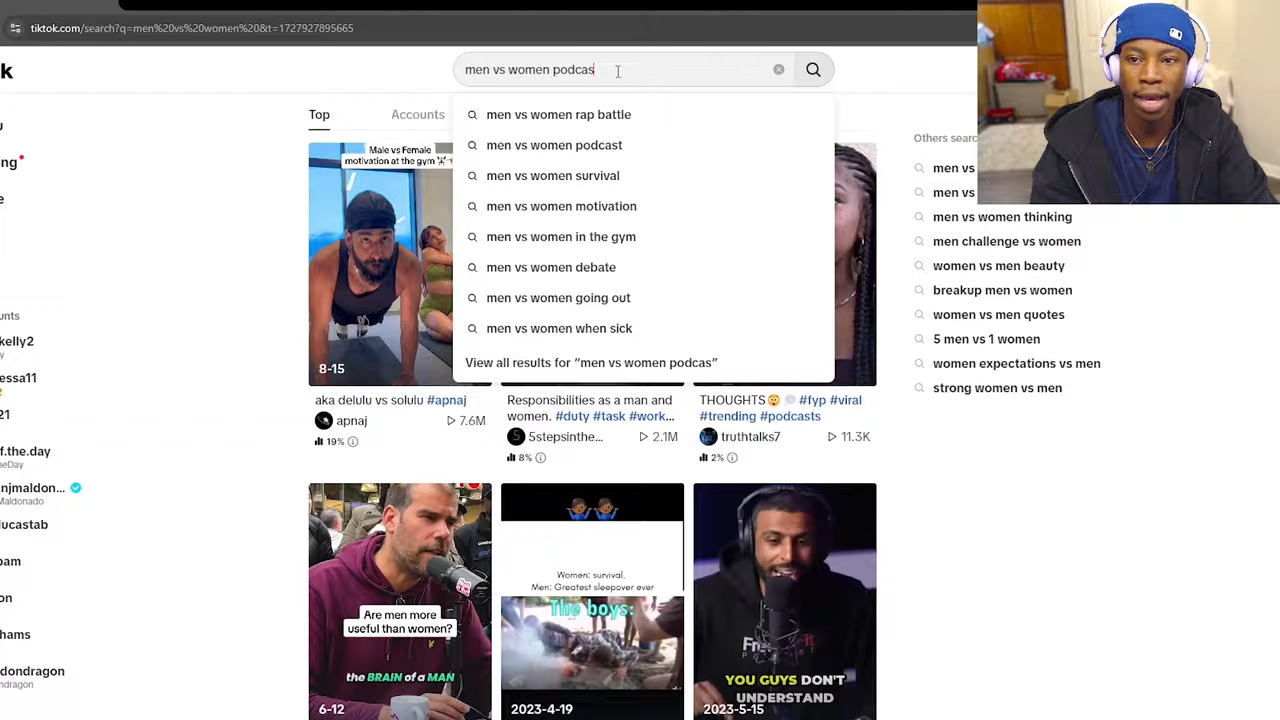 tiktok.com/search?q=men%20vs%20women%20&t=1727927895665
k
men vs women podcas
men vs women rap battle
men vs women podcast
men vs women survival
men vs women motivation
men vs women in the gym
men vs women debate
men vs women going out
men vs women when sick
View all results for “men vs women podcas”
Top
Accounts
Others searc
men vs
men vs
men vs women thinking
men challenge vs women
women vs men beauty
breakup men vs women
women vs men quotes
5 men vs 1 women
women expectations vs men
strong women vs men
ng
e
unts
kelly2
y
essa11
21
f.the.day
eDay
njmaldon...
Maldonado
ucastab
pam
on
hams
dondragon
ndragon
Male vs Female
motivation at the gym
8-15
aka delulu vs solulu #apnaj
apnaj
7.6M
19%
Responsibilities as a man and
women. #duty #task #work...
5stepsinthe...
2.1M
8%
THOUGHTS🤯 💭 #fyp #viral
#trending #podcasts
truthtalks7
11.3K
2%
Are men more
useful than women?
the BRAIN of a MAN
6-12
🤷🏾‍♂️🤷🏾‍♂️
Women: survival.
Men: Greatest sleepover ever
The boys:
2023-4-19
YOU GUYS DON'T
UNDERSTAND
2023-5-15